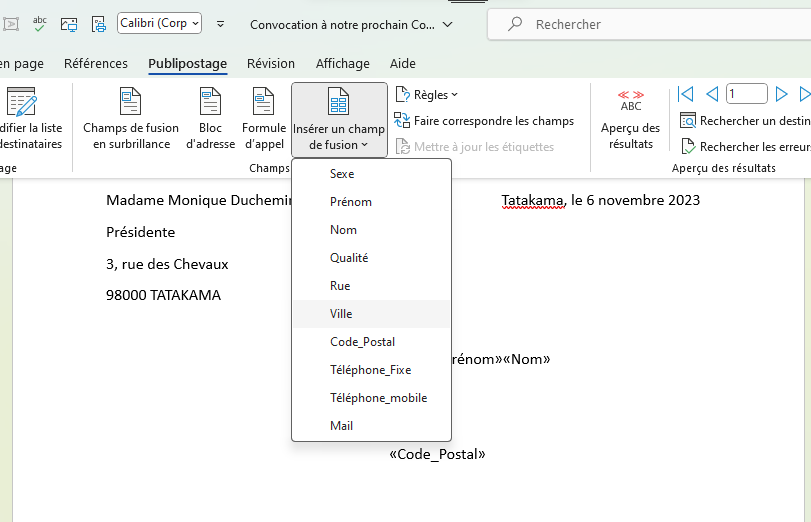 abc
Calibri (Corp
Convocation à notre prochain Co...
Rechercher
en page
Références
Publipostage
Révision
Affichage
Aide
difier la liste
destinataires
age
Champs de fusion
en surbrillance
Bloc
d'adresse
Formule
d'appel
Insérer un champ
de fusion
Champs
Règles
Faire correspondre les champs
Mettre à jour les étiquettes
ABC
Aperçu des
résultats
1
Rechercher un destin
Rechercher les erreurs
Aperçu des résultats
Sexe
Prénom
Nom
Qualité
Rue
Ville
Code_Postal
Téléphone_Fixe
Téléphone_mobile
Mail
Madame Monique Duchemin
Tatakama, le 6 novembre 2023
Présidente
3, rue des Chevaux
98000 TATAKAMA
rénom»«Nom»
«Code_Postal»